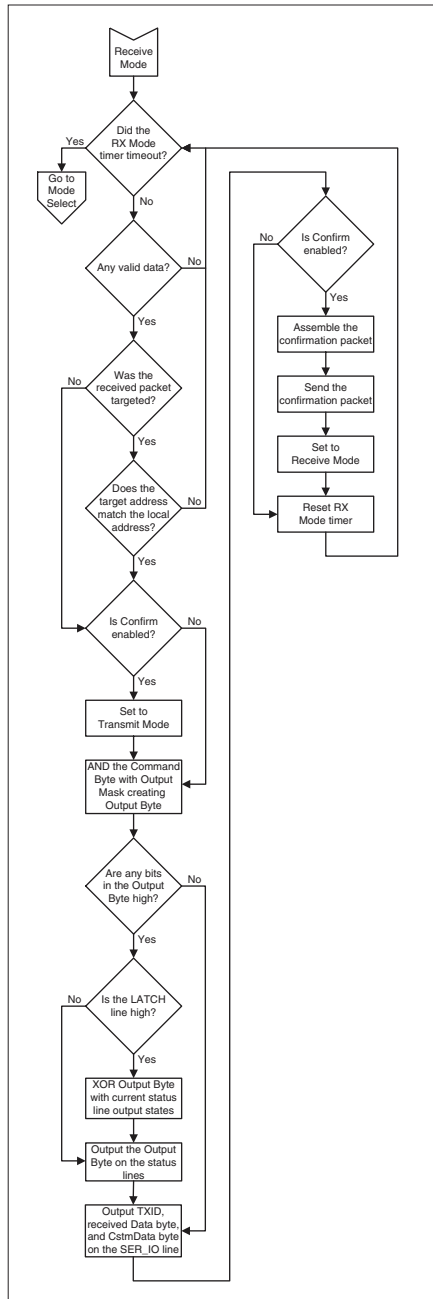 Receive
Mode
Did the
RX Mode
timer timeout?
Yes
Go to
Mode
Select
No
Any valid data?
No
Yes
Was the
received packet
targeted?
No
Yes
Does the
target address
match the local
address?
No
Yes
Is Confirm
enabled?
No
Yes
Set to
Transmit Mode
AND the Command
Byte with Output
Mask creating
Output Byte
Are any bits
in the Output
Byte high?
No
Yes
Is the LATCH
line high?
No
Yes
XOR Output Byte
with current status
line output states
Output the Output
Byte on the status
lines
Output TXID,
received Data byte,
and CstmData byte
on the SER_IO line
Is Confirm
enabled?
No
Yes
Assemble the
confirmation packet
Send the
confirmation packet
Set to
Receive Mode
Reset RX
Mode timer